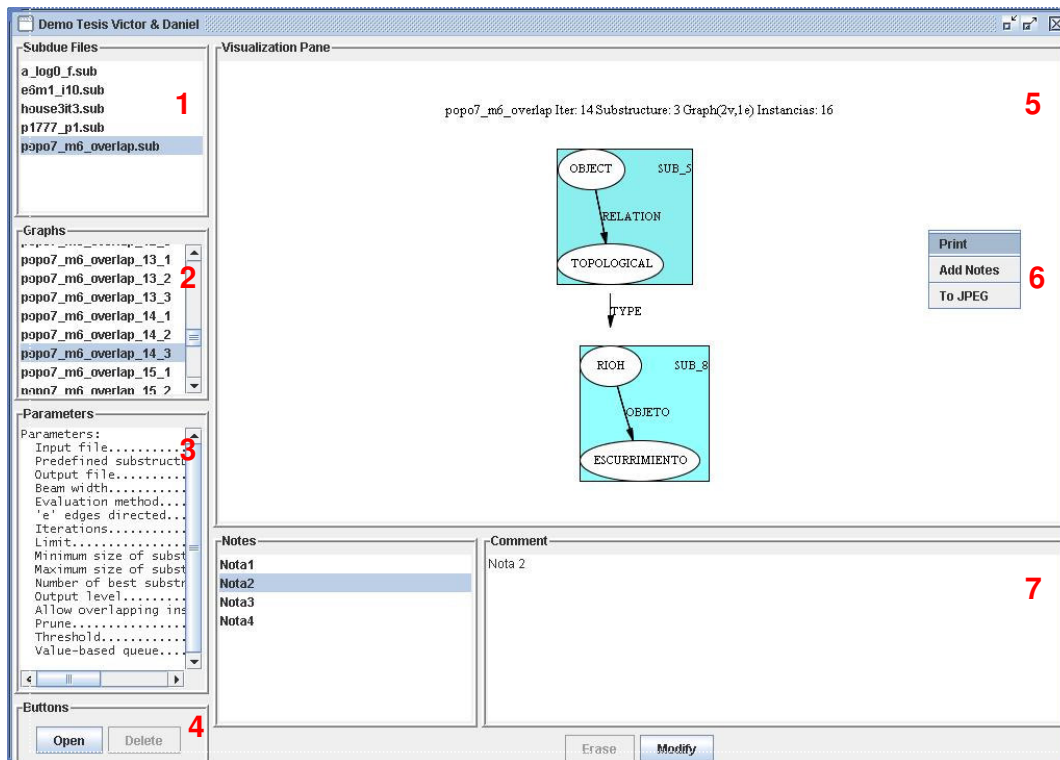 Demo Tesis Victor & Daniel
Subdue Files
a_log0_f.sub
e6m1_i10.sub
house3it3.sub
p1777_p1.sub
popo7_m6_overlap.sub
1
Graphs
popo7_m6_overlap_13_1
popo7_m6_overlap_13_2
popo7_m6_overlap_13_3
popo7_m6_overlap_14_1
popo7_m6_overlap_14_2
popo7_m6_overlap_14_3
popo7_m6_overlap_15_1
popo7_m6_overlap_15_2
2
Parameters
Parameters:
Input file..........
Predefined substruct
Output file.........
Beam width..........
Evaluation method....
'e' edges directed...
Iterations..........
Limit...............
Minimum size of subst
Maximum size of subst
Number of best substr
Output level........
Allow overlapping ins
Prune...............
Threshold...........
Value-based queue....
3
Buttons
Open
Delete
4
Visualization Pane
popo7_m6_overlap Iter: 14 Substructure: 3 Graph(2v,1e) Instancias: 16
5
OBJECT
SUB_5
RELATION
TOPOLOGICAL
TYPE
RIOH
SUB_8
OBJETO
ESCURRIMIENTO
Print
Add Notes
To JPEG
6
Notes
Nota1
Nota2
Nota3
Nota4
Comment
Nota 2
7
Erase
Modify